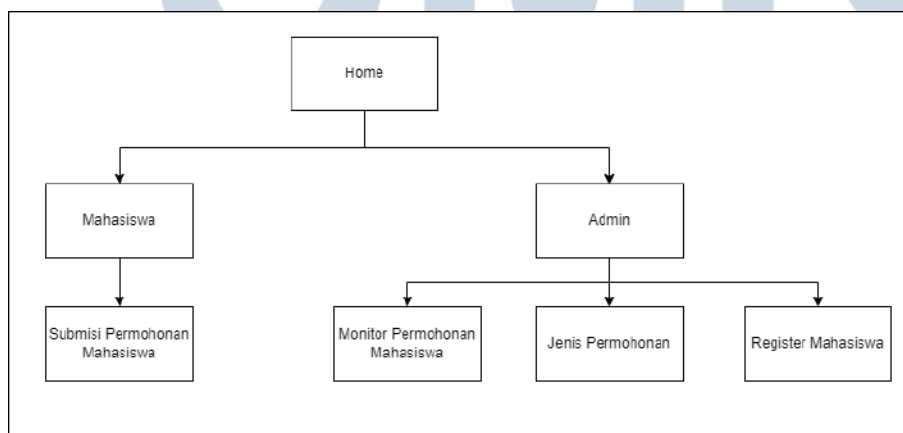 Home
Mahasiswa
Admin
Submisi Permohonan
Mahasiswa
Monitor Permohonan
Mahasiswa
Jenis Permohonan
Register Mahasiswa